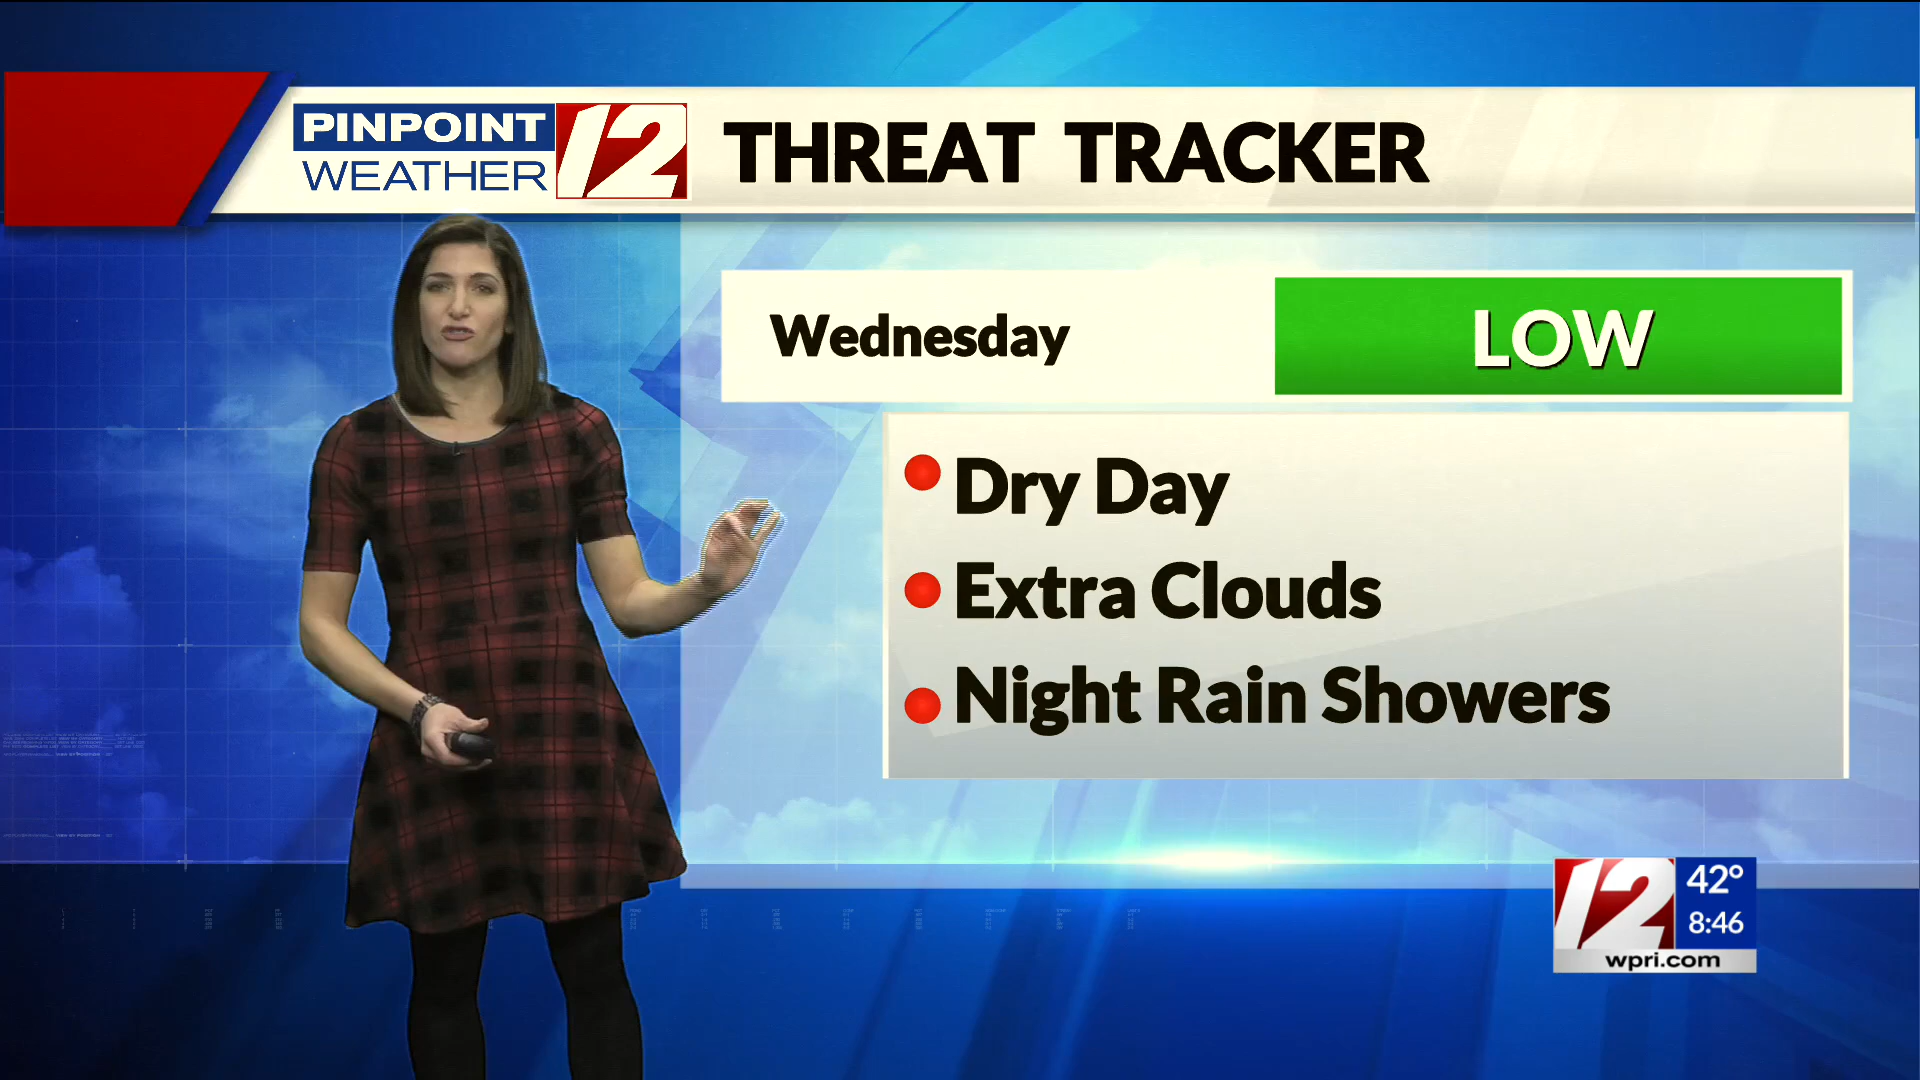 PINPOINT
WEATHER
12
THREAT TRACKER
Wednesday
LOW
Dry Day
Extra Clouds
Night Rain Showers
12
42°
8:46
wpri.com